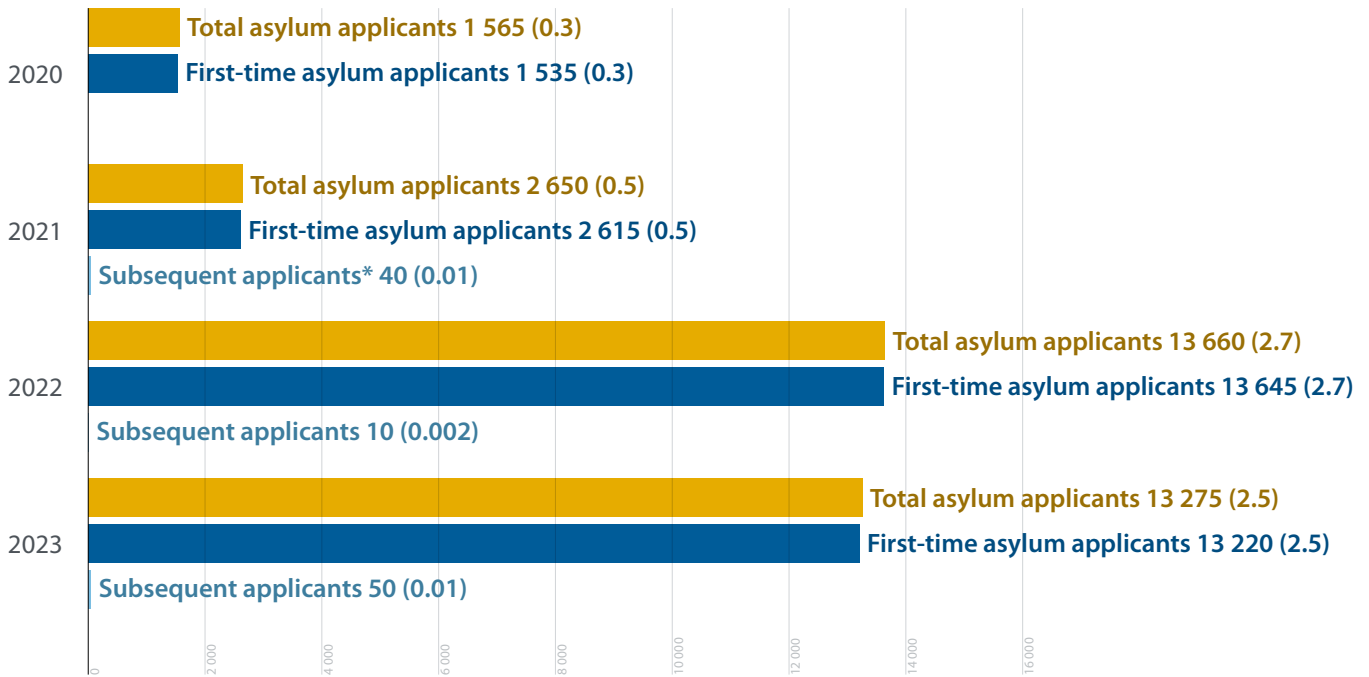 Total asylum applicants 1 565 (0.3)
2020
First-time asylum applicants 1 535 (0.3)
Total asylum applicants 2 650 (0.5)
2021
First-time asylum applicants 2 615 (0.5)
Subsequent applicants* 40 (0.01)
Total asylum applicants 13 660 (2.7)
2022
First-time asylum applicants 13 645 (2.7)
Subsequent applicants 10 (0.002)
Total asylum applicants 13 275 (2.5)
2023
First-time asylum applicants 13 220 (2.5)
Subsequent applicants 50 (0.01)
0
2 000
4 000
6 000
8 000
10 000
12 000
14 000
16 000